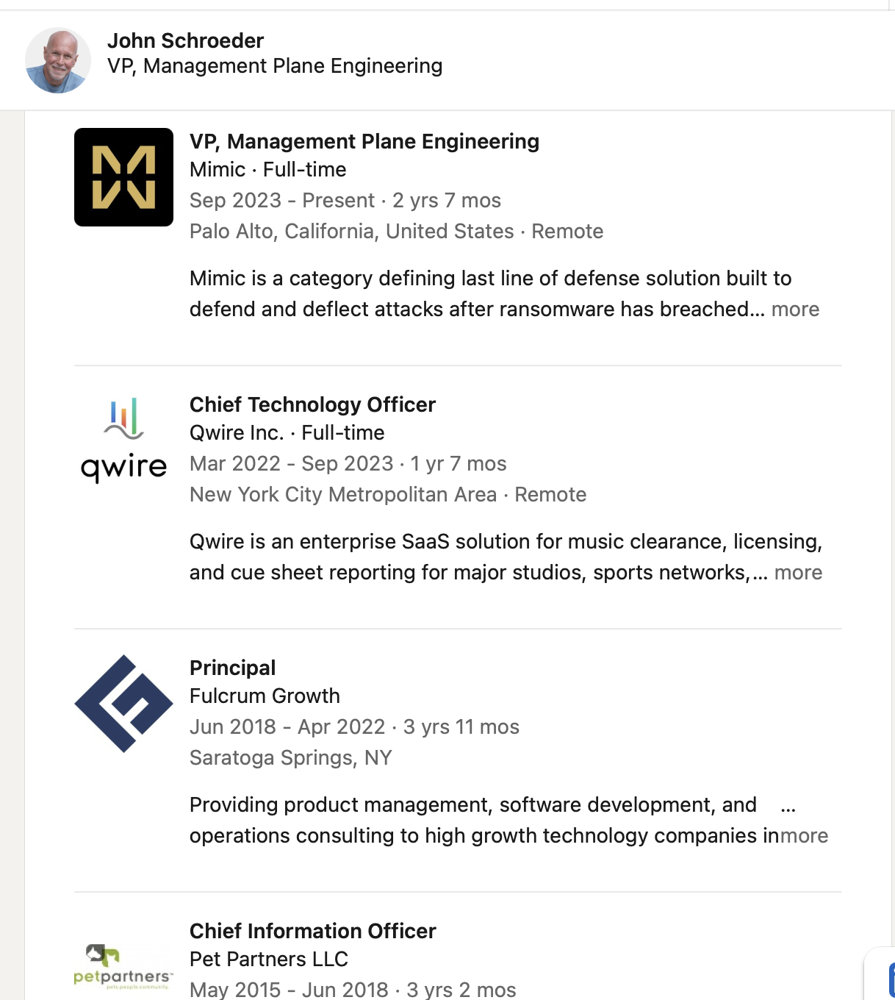 John Schroeder
VP, Management Plane Engineering
VP, Management Plane Engineering
Mimic · Full-time
Sep 2023 - Present · 2 yrs 7 mos
Palo Alto, California, United States · Remote
Mimic is a category defining last line of defense solution built to
defend and deflect attacks after ransomware has breached... more
Chief Technology Officer
Qwire Inc. · Full-time
qwire
Mar 2022 - Sep 2023 · 1 yr 7 mos
New York City Metropolitan Area · Remote
Qwire is an enterprise SaaS solution for music clearance, licensing,
and cue sheet reporting for major studios, sports networks,... more
Principal
Fulcrum Growth
Jun 2018 - Apr 2022 · 3 yrs 11 mos
Saratoga Springs, NY
Providing product management, software development, and ...
operations consulting to high growth technology companies inmore
Chief Information Officer
Pet Partners LLC
petpartners™
pets.people.community.
May 2015 - Jun 2018 · 3 yrs 2 mos